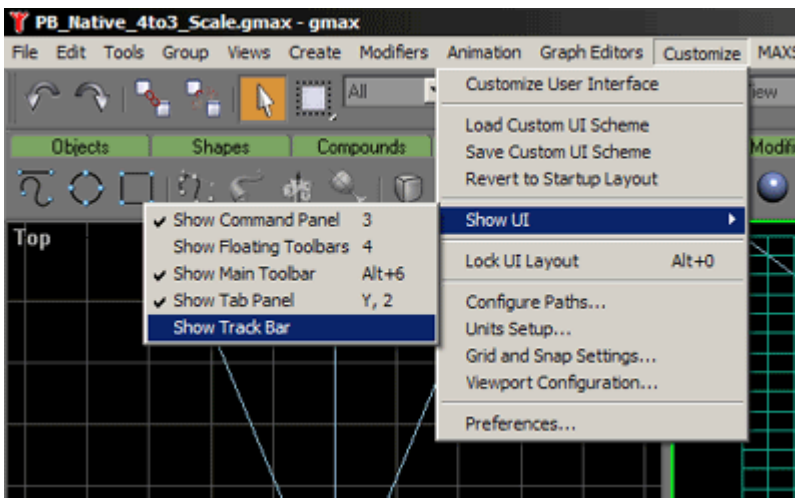 PB_Native_4to3_Scale.gmax - gmax
File Edit Tools Group Views Create Modifiers Animation Graph Editors Customize
All
Customize User Interface
Load Custom UI Scheme
Save Custom UI Scheme
Revert to Startup Layout
Objects Shapes Compounds
Show UI
Lock UI Layout Alt+0
Configure Paths...
Units Setup...
Grid and Snap Settings...
Viewport Configuration...
Preferences...
Top
Show Command Panel 3
Show Floating Toolbars 4
Show Main Toolbar Alt+6
Show Tab Panel Y, 2
Show Track Bar